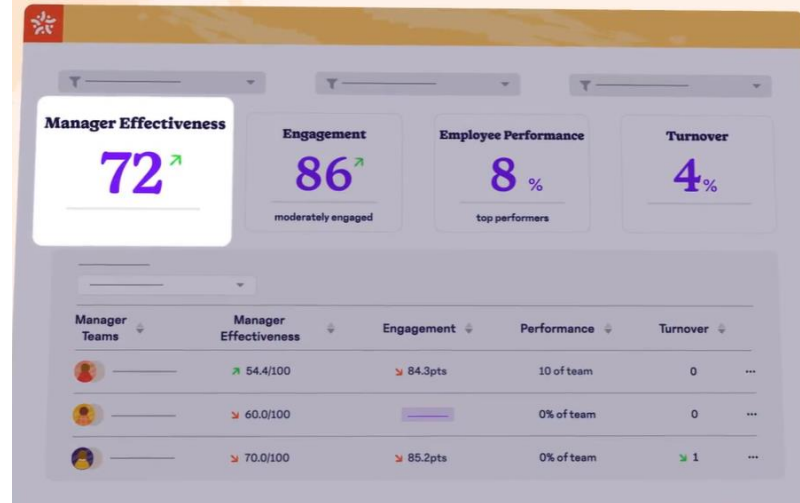 Manager Effectiveness
72
Engagement
86
moderately engaged
Employee Performance
8 %
top performers
Turnover
4%
Manager
Teams
Manager
Effectiveness
Engagement
Performance
Turnover
54.4/100
84.3pts
10 of team
0
...
60.0/100
0% of team
0
...
70.0/100
85.2pts
0% of team
1
...